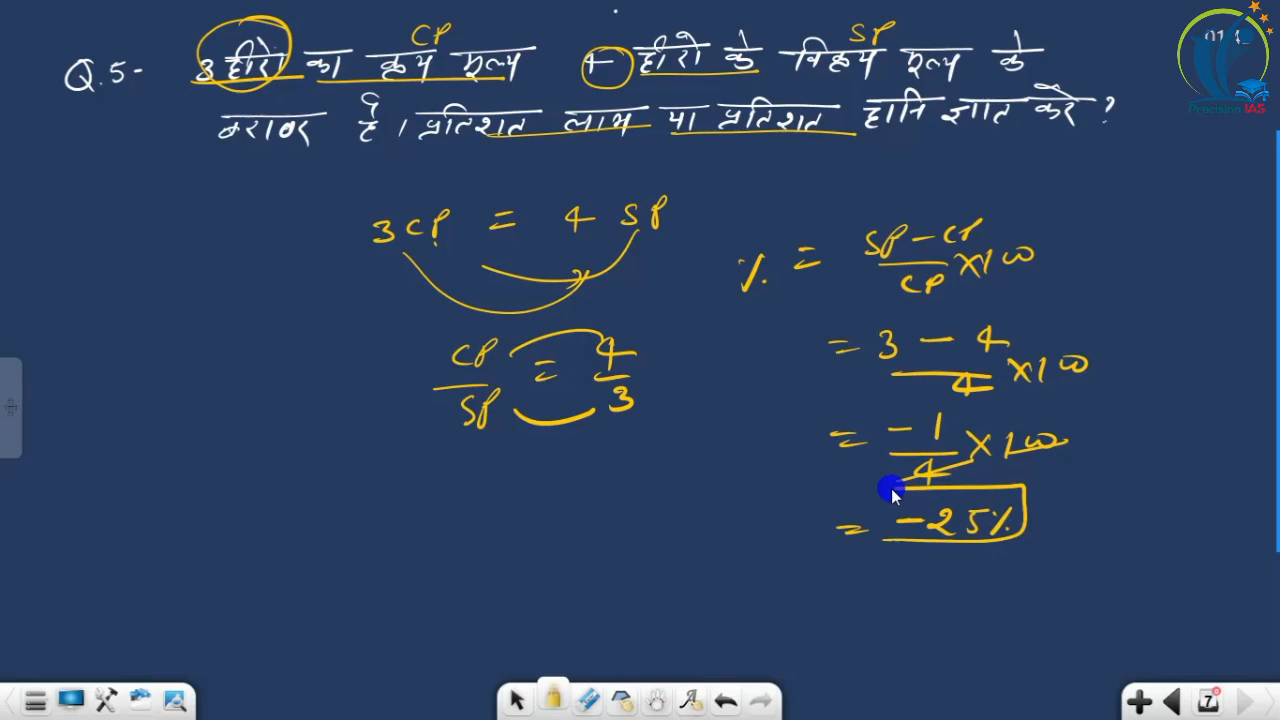 Q.5- 3 हीरो का क्रय मूल्य 4 हीरो के विक्रय मूल्य के
CP SP
बराबर है। प्रतिशत लाभ या प्रतिशत हानि ज्ञात करे ?
3 CP = 4 SP
CP/SP = 4/3
% = SP - CP / CP × 100
= 3 - 4 / 4 × 100
= -1/4 × 100
= -25%
Precision IAS
7